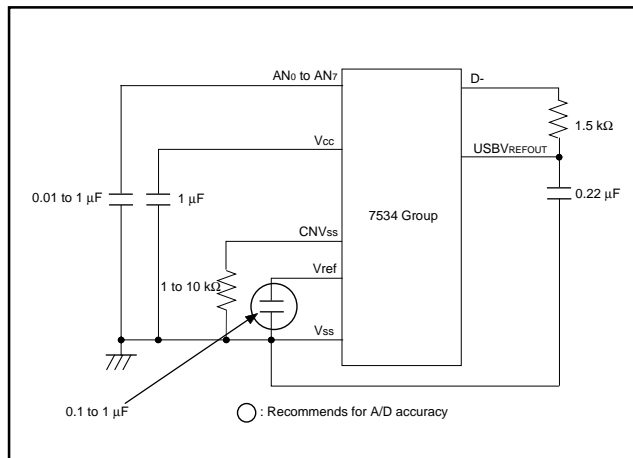 AN0 to AN7
D-
1.5 kΩ
Vcc
USBVREFOUT
0.01 to 1 μF
1 μF
0.22 μF
7534 Group
CNVss
Vref
1 to 10 kΩ
Vss
0.1 to 1 μF
: Recommends for A/D accuracy